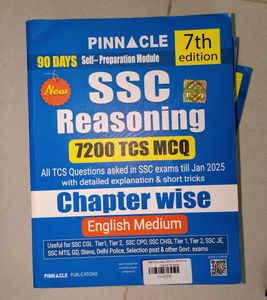 PINNACLE
7th
edition
90 DAYS Self- Preparation Module
New
SSC
Reasoning
7200 TCS MCQ
All TCS Questions asked in SSC exams till Jan 2025
with detailed explanation & short tricks
Chapter wise
English Medium
Useful for SSC CGL Tier1, Tier 2, SSC CPO, SSC CHSL Tier 1, Tier 2, SSC JE,
SSC MTS, GD, Steno, Delhi Police, Selection post & other Govt. exams
PINNACLE PUBLICATIONS